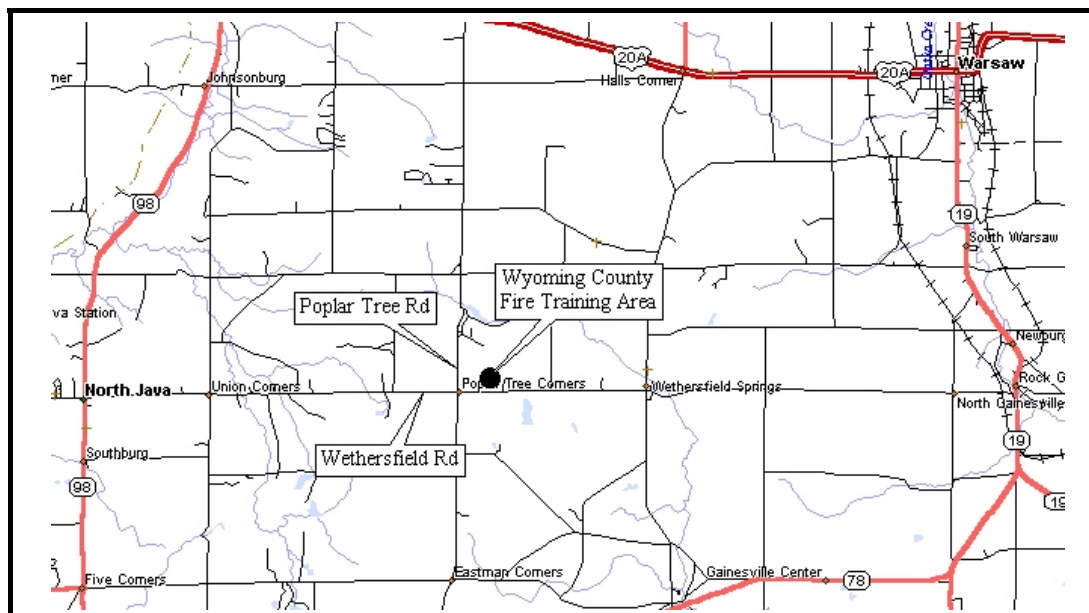 20A
Warsaw
20A
Halls Corner
Johnsonburg
98
19
South Warsaw
Wyoming County
Fire Training Area
Poplar Tree Rd
va Station
Newburg
Rock G
Tree Corners
Wethersfield Springs
Union Corners
North Java
North Gainesville
19
Wethersfield Rd
Southburg
98
19
Eastman Corners
Gainesville Center
78
Five Corners